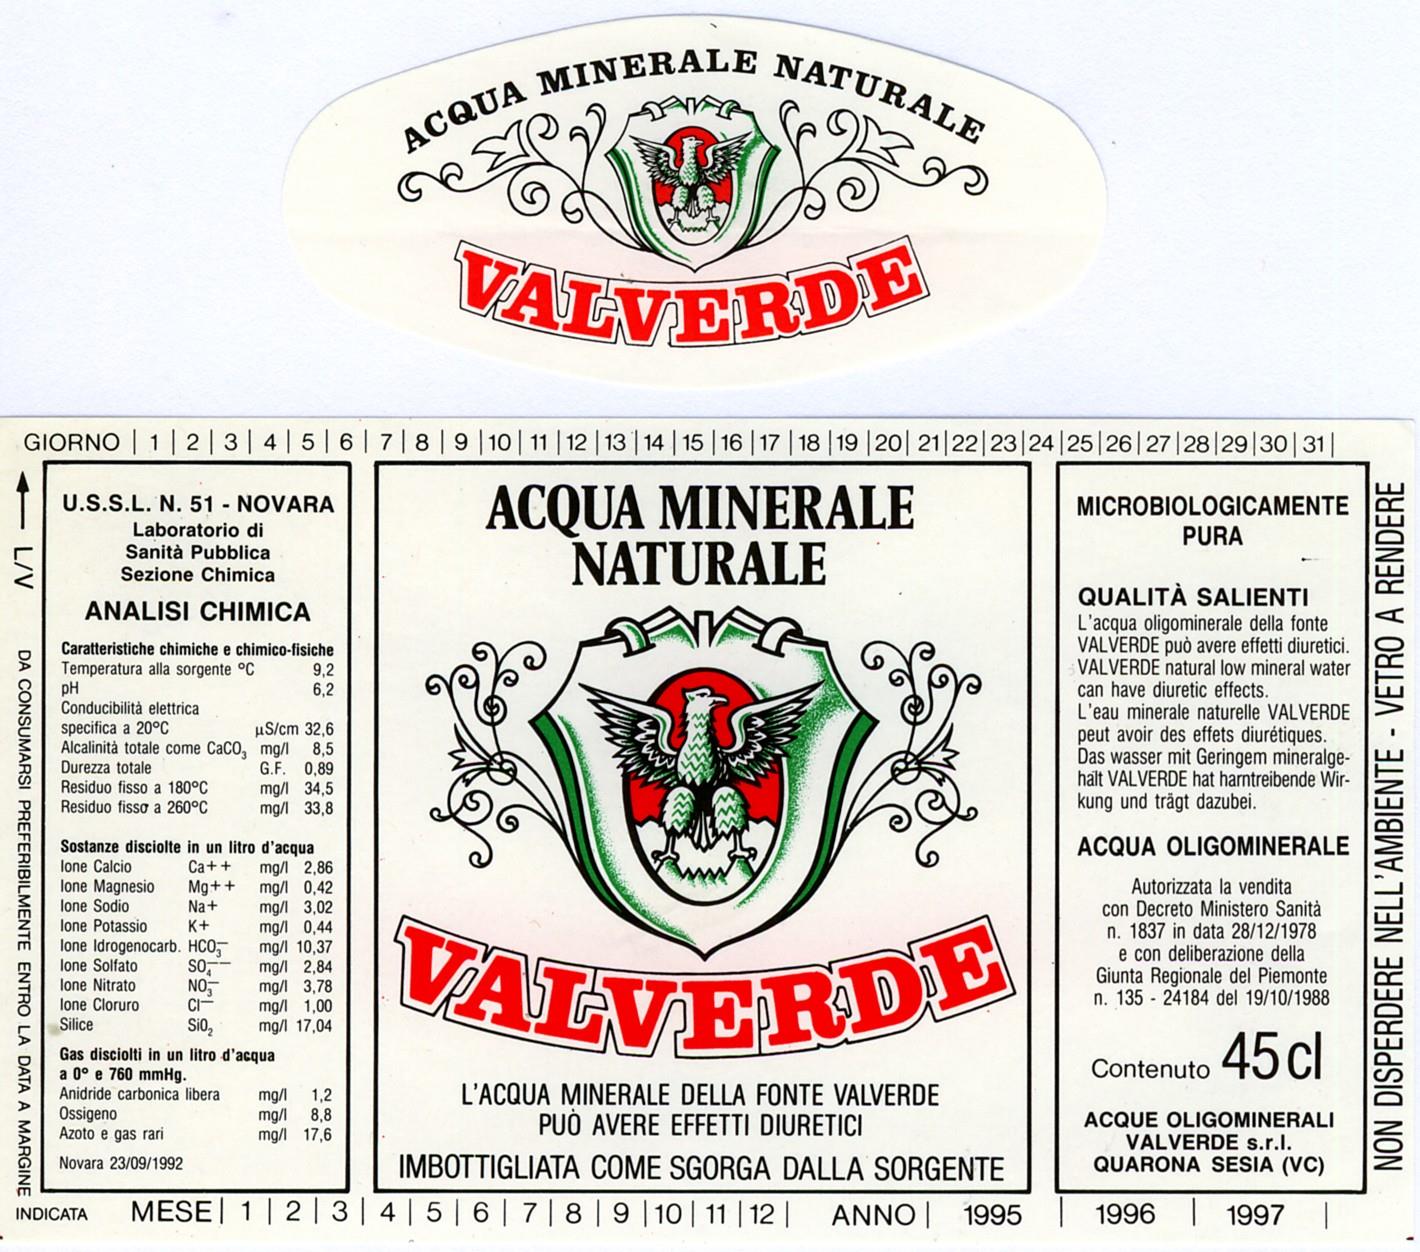 ACQUA MINERALE NATURALE
VALVERDE
GIORNO | 1 | 2 | 3 | 4 | 5 | 6 | 7 | 8 | 9 |10| 11 |12 |13 |14 |15 |16 |17 |18 |19 |20| 21|22|23|24|25|26|27|28|29|30|31|
L/V DA CONSUMARSI PREFERIBILMENTE ENTRO LA DATA A MARGINE
INDICATA
U.S.S.L. N. 51 - NOVARA
Laboratorio di
Sanità Pubblica
Sezione Chimica
ANALISI CHIMICA
Caratteristiche chimiche e chimico-fisiche
Temperatura alla sorgente °C 9,2
pH 6,2
Conducibilità elettrica
specifica a 20°C µS/cm 32,6
Alcalinità totale come CaCO3 mg/l 8,5
Durezza totale G.F. 0,89
Residuo fisso a 180°C mg/l 34,5
Residuo fisso a 260°C mg/l 33,8
Sostanze disciolte in un litro d'acqua
Ione Calcio Ca++ mg/l 2,86
Ione Magnesio Mg++ mg/l 0,42
Ione Sodio Na+ mg/l 3,02
Ione Potassio K+ mg/l 0,44
Ione Idrogenocarb. HCO3− mg/l 10,37
Ione Solfato SO4−− mg/l 2,84
Ione Nitrato NO3− mg/l 3,78
Ione Cloruro Cl− mg/l 1,00
Silice SiO2 mg/l 17,04
Gas disciolti in un litro d'acqua
a 0° e 760 mmHg.
Anidride carbonica libera mg/l 1,2
Ossigeno mg/l 8,8
Azoto e gas rari mg/l 17,6
Novara 23/09/1992
ACQUA MINERALE
NATURALE
VALVERDE
L'ACQUA MINERALE DELLA FONTE VALVERDE
PUÒ AVERE EFFETTI DIURETICI
IMBOTTIGLIATA COME SGORGA DALLA SORGENTE
MICROBIOLOGICAMENTE
PURA
QUALITÀ SALIENTI
L'acqua oligominerale della fonte
VALVERDE può avere effetti diuretici.
VALVERDE natural low mineral water
can have diuretic effects.
L'eau minerale naturelle VALVERDE
peut avoir des effets diurétiques.
Das wasser mit Geringem mineralge-
halt VALVERDE hat harntreibende Wir-
kung und trägt dazubei.
ACQUA OLIGOMINERALE
Autorizzata la vendita
con Decreto Ministero Sanità
n. 1837 in data 28/12/1978
e con deliberazione della
Giunta Regionale del Piemonte
n. 135 - 24184 del 19/10/1988
Contenuto 45 cl
ACQUE OLIGOMINERALI
VALVERDE s.r.l.
QUARONA SESIA (VC)
NON DISPERDERE NELL'AMBIENTE - VETRO A RENDERE
MESE | 1 | 2 | 3 | 4 | 5 | 6 | 7 | 8 | 9 |10 | 11 | 12 | ANNO | 1995 | 1996 | 1997 |